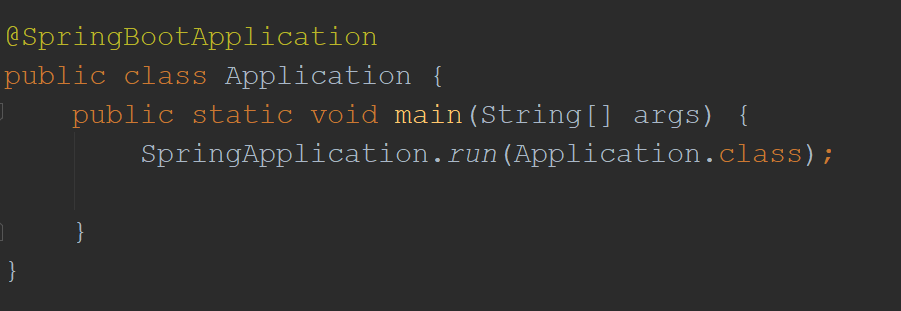 @SpringBootApplication
public class Application {
    public static void main(String[] args) {
        SpringApplication.run(Application.class);
    }
}